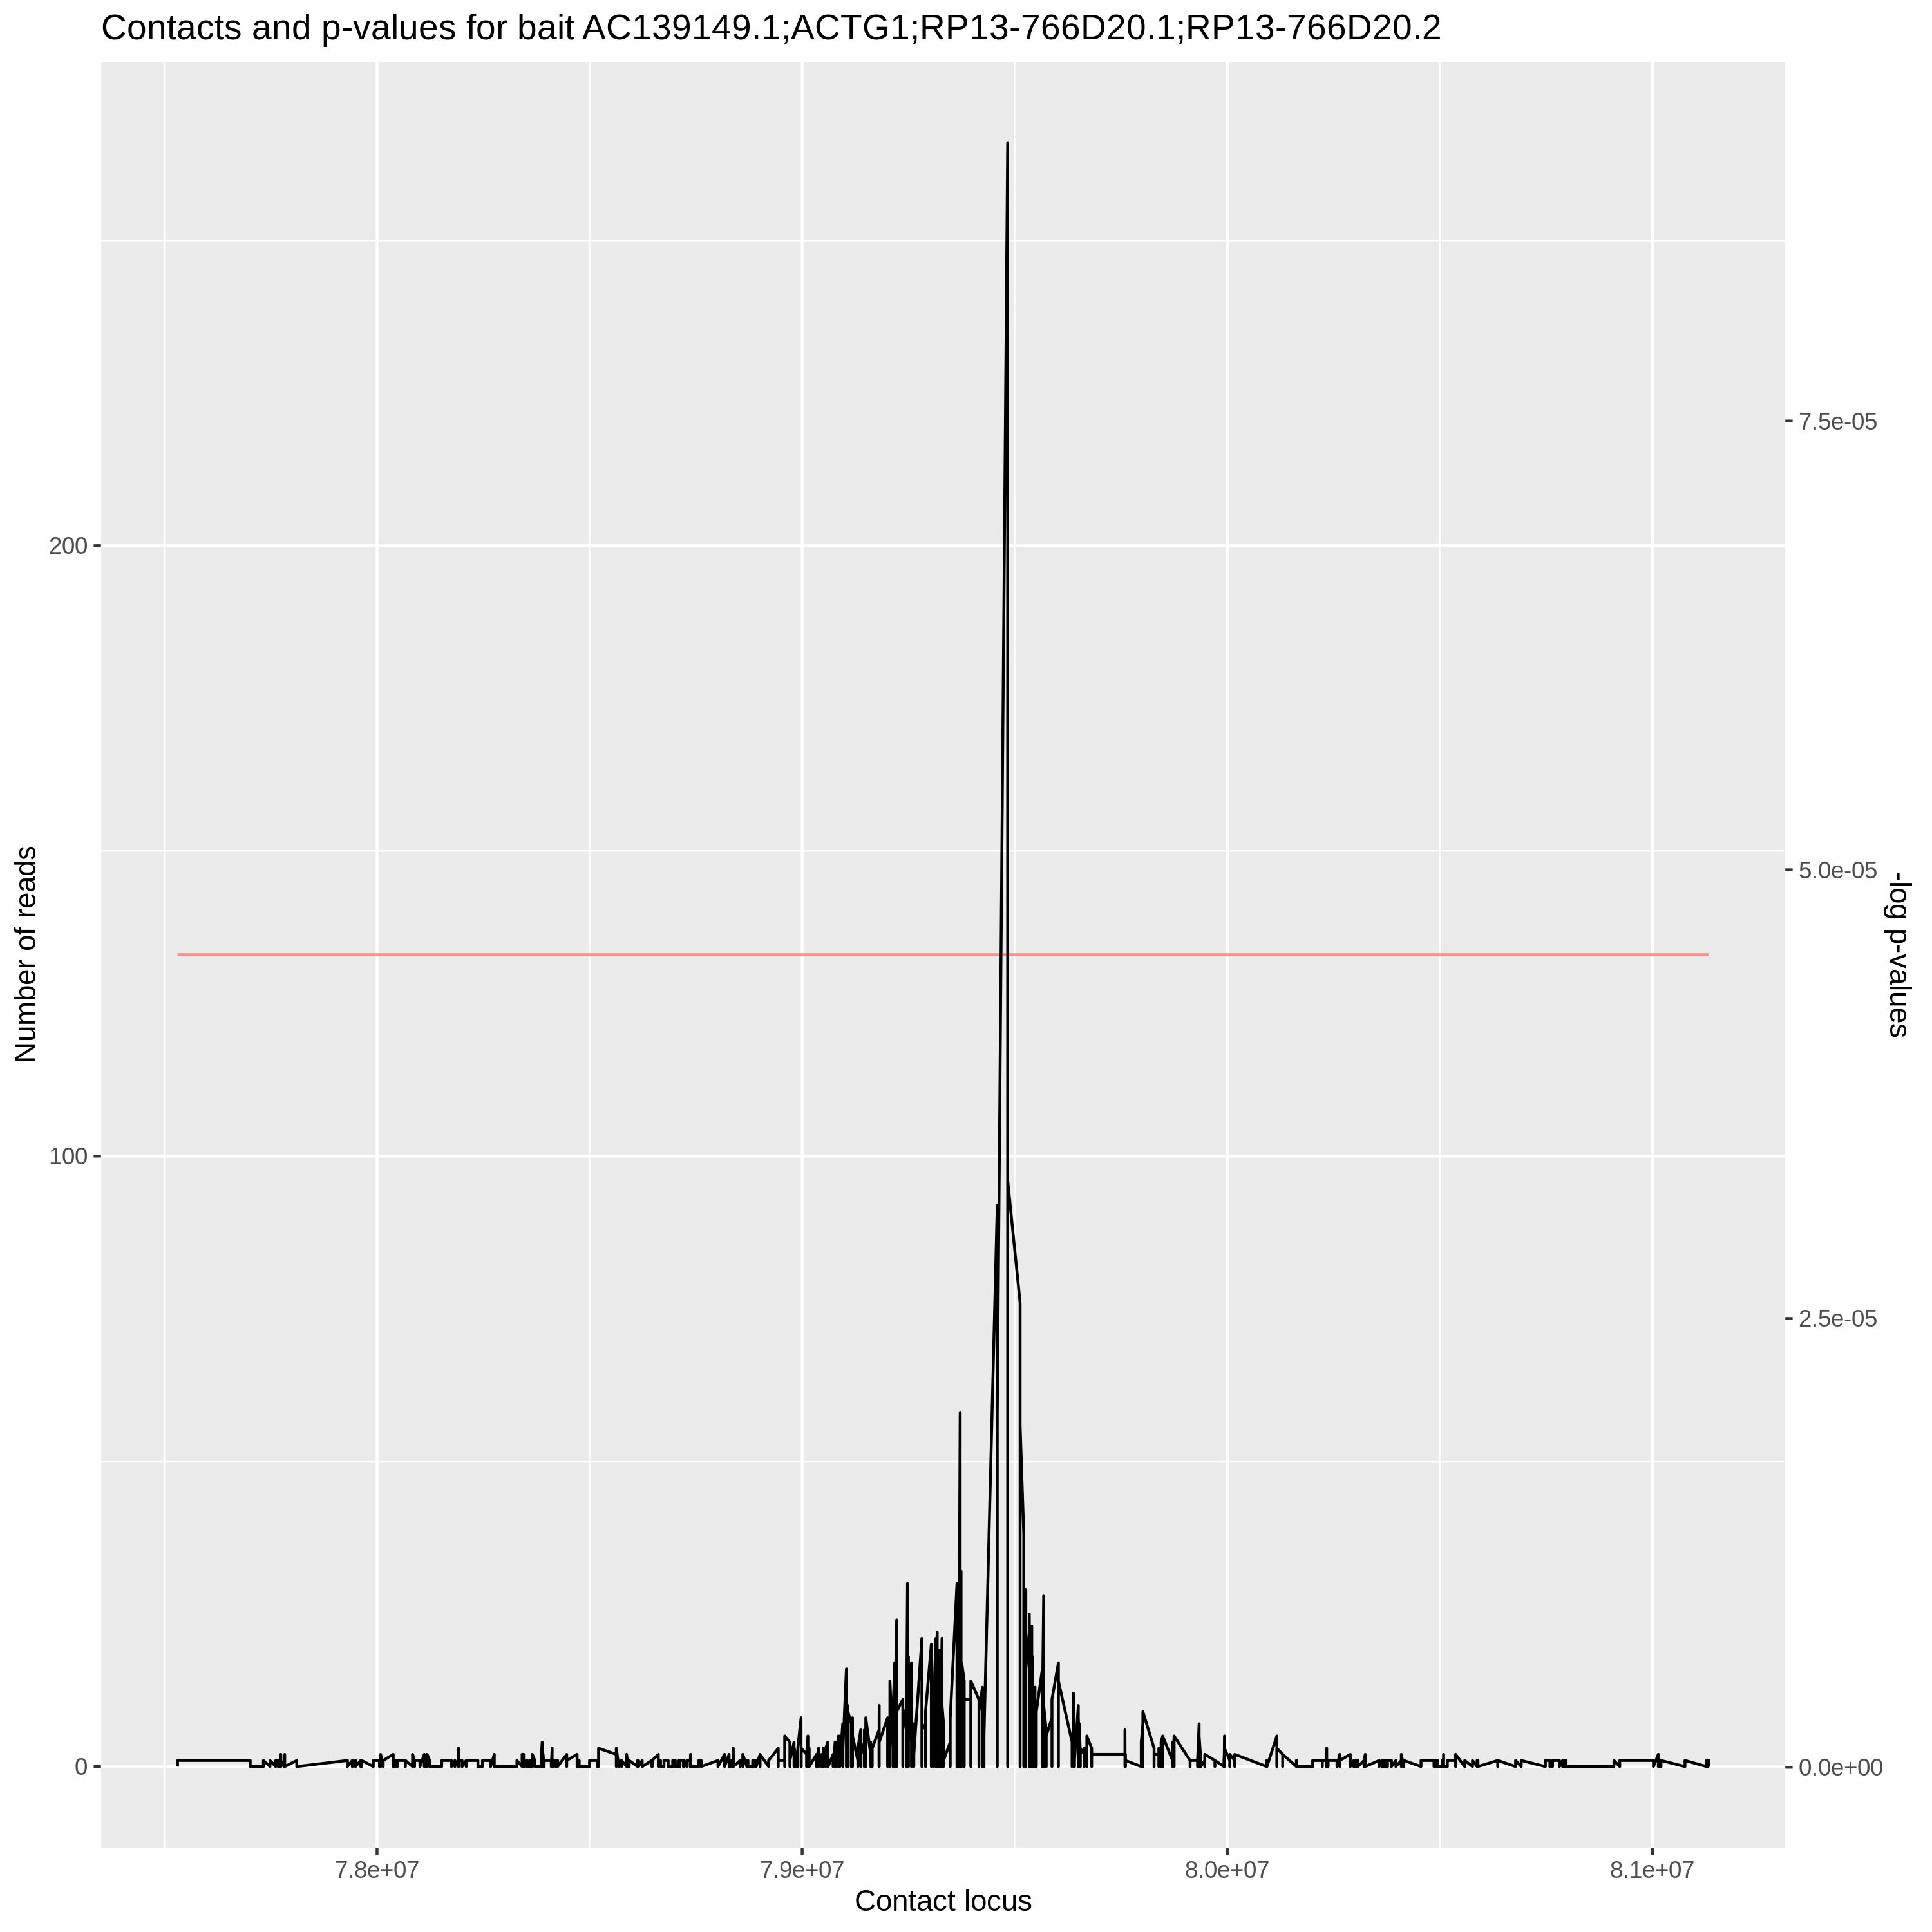 Contacts and p-values for bait AC139149.1;ACTG1;RP13-766D20.1;RP13-766D20.2
Number of reads
200
100
0
7.5e-05
5.0e-05
2.5e-05
0.0e+00
-log p-values
7.8e+07
7.9e+07
8.0e+07
8.1e+07
Contact locus